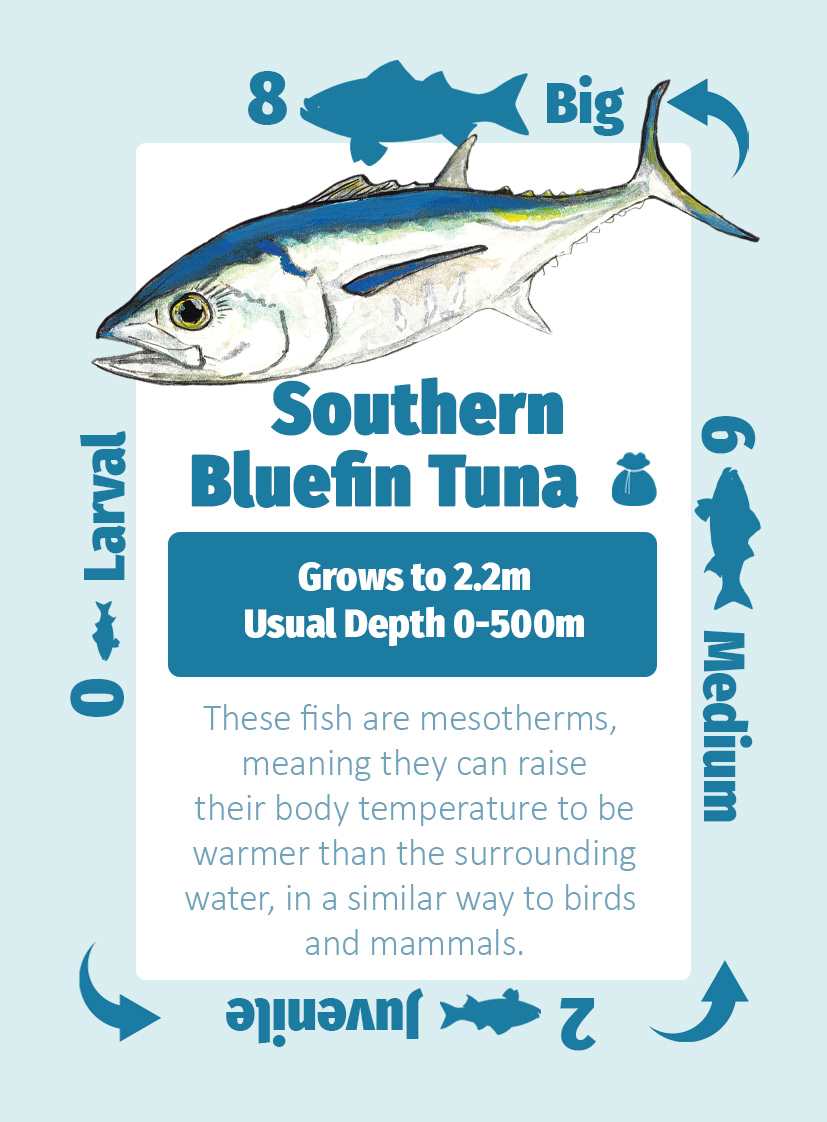 8 Big
Southern
Bluefin Tuna
Grows to 2.2m
Usual Depth 0-500m
These fish are mesotherms,
meaning they can raise
their body temperature to be
warmer than the surrounding
water, in a similar way to birds
and mammals.
6 Medium
2 Juvenile
0 Larval